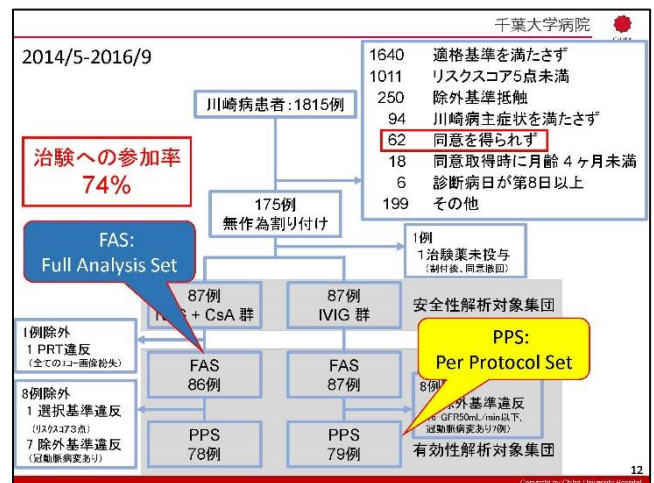 千葉大学病院
2014/5-2016/9
川崎病患者:1815例
1640 適格基準を満たさず
1011 リスクスコア5点未満
250 除外基準抵触
94 川崎病主症状を満たさず
62 同意を得られず
18 同意取得時に月齢4ヶ月未満
6 診断病日が第8日以上
199 その他
治験への参加率
74%
175例
無作為割り付け
1例
1治験薬未投与
(割付後、同意撤回)
FAS:
Full Analysis Set
87例
+ CsA 群
87例
IVIG 群
安全性解析対象集団
1例除外
1 PRT違反
(全てのエコー画像紛失)
FAS
86例
FAS
87例
PPS:
Per Protocol Set
8例除外
1 選択基準違反
(リスクスコア3点)
7 除外基準違反
(冠動脈病変あり)
8例
外基準違反
GFR50mL/min以下、
冠動脈病変あり7例)
PPS
78例
PPS
79例
有効性解析対象集団
12
Copyright by Chiba University Hospital